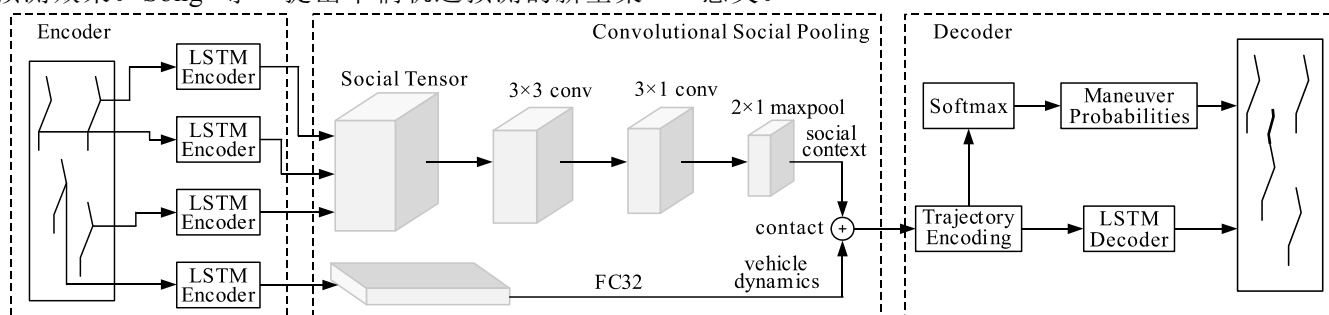 Encoder
LSTM
Encoder
LSTM
Encoder
LSTM
Encoder
LSTM
Encoder
Convolutional Social Pooling
Social Tensor
3×3 conv
3×1 conv
2×1 maxpool
social
context
contact
+
vehicle
dynamics
FC32
Decoder
Softmax
Maneuver
Probabilities
Trajectory
Encoding
LSTM
Decoder